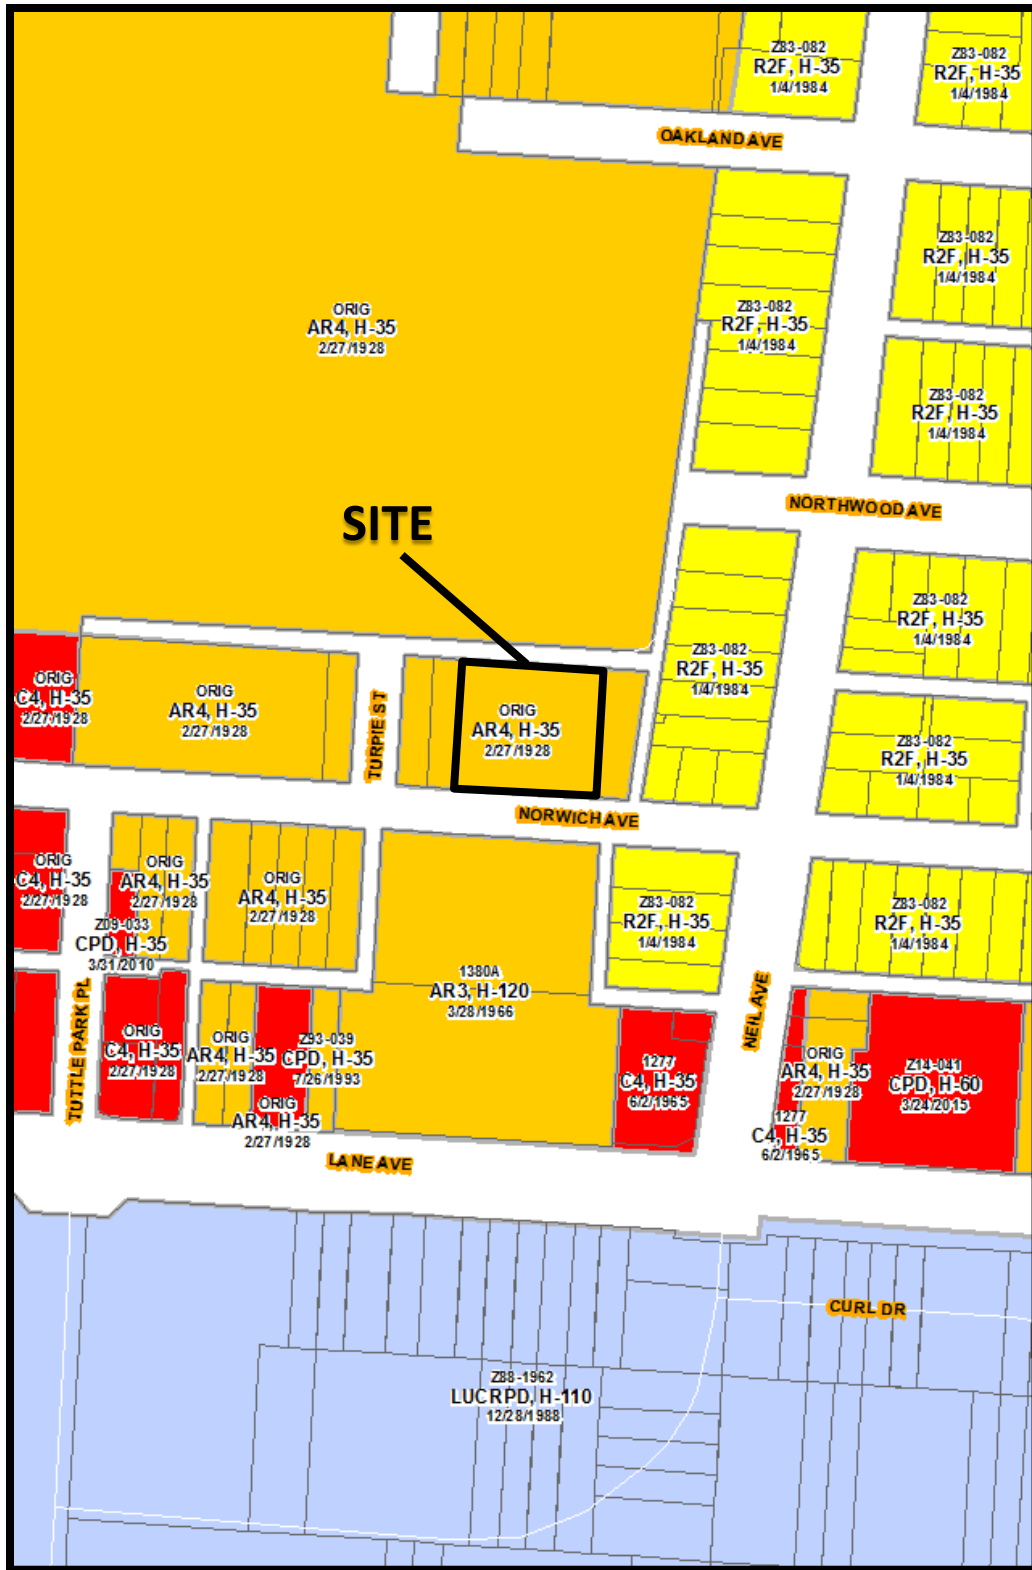 Z83-082
R2F, H-35
1/4/1984
Z83-082
R2F, H-35
1/4/1984
OAKLAND AVE
Z83-082
R2F, H-35
1/4/1984
ORIG
AR4, H-35
2/27/1928
Z83-082
R2F, H-35
1/4/1984
Z83-082
R2F, H-35
1/4/1984
SITE
NORTHWOOD AVE
Z83-082
R2F, H-35
1/4/1984
Z83-082
R2F, H-35
1/4/1984
ORIG
C4, H-35
2/27/1928
ORIG
AR4, H-35
2/27/1928
TURPIE ST
ORIG
AR4, H-35
2/27/1928
Z83-082
R2F, H-35
1/4/1984
NORWICH AVE
ORIG
C4, H-35
2/27/1928
ORIG
AR4, H-35
2/27/1928
ORIG
AR4, H-35
2/27/1928
Z83-082
R2F, H-35
1/4/1984
Z83-082
R2F, H-35
1/4/1984
Z09-033
CPD, H-35
3/31/2010
1380A
AR3, H-120
3/28/1966
TUTTLE PARK PL
NEIL AVE
ORIG
C4, H-35
2/27/1928
ORIG
AR4, H-35
2/27/1928
Z93-039
CPD, H-35
7/26/1993
1277
C4, H-35
6/2/1965
ORIG
AR4, H-35
2/27/1928
Z14-041
CPD, H-60
3/24/2015
ORIG
AR4, H-35
2/27/1928
1277
C4, H-35
6/2/1965
LANE AVE
CURL DR
Z88-1962
LUCRPD, H-110
12/28/1988